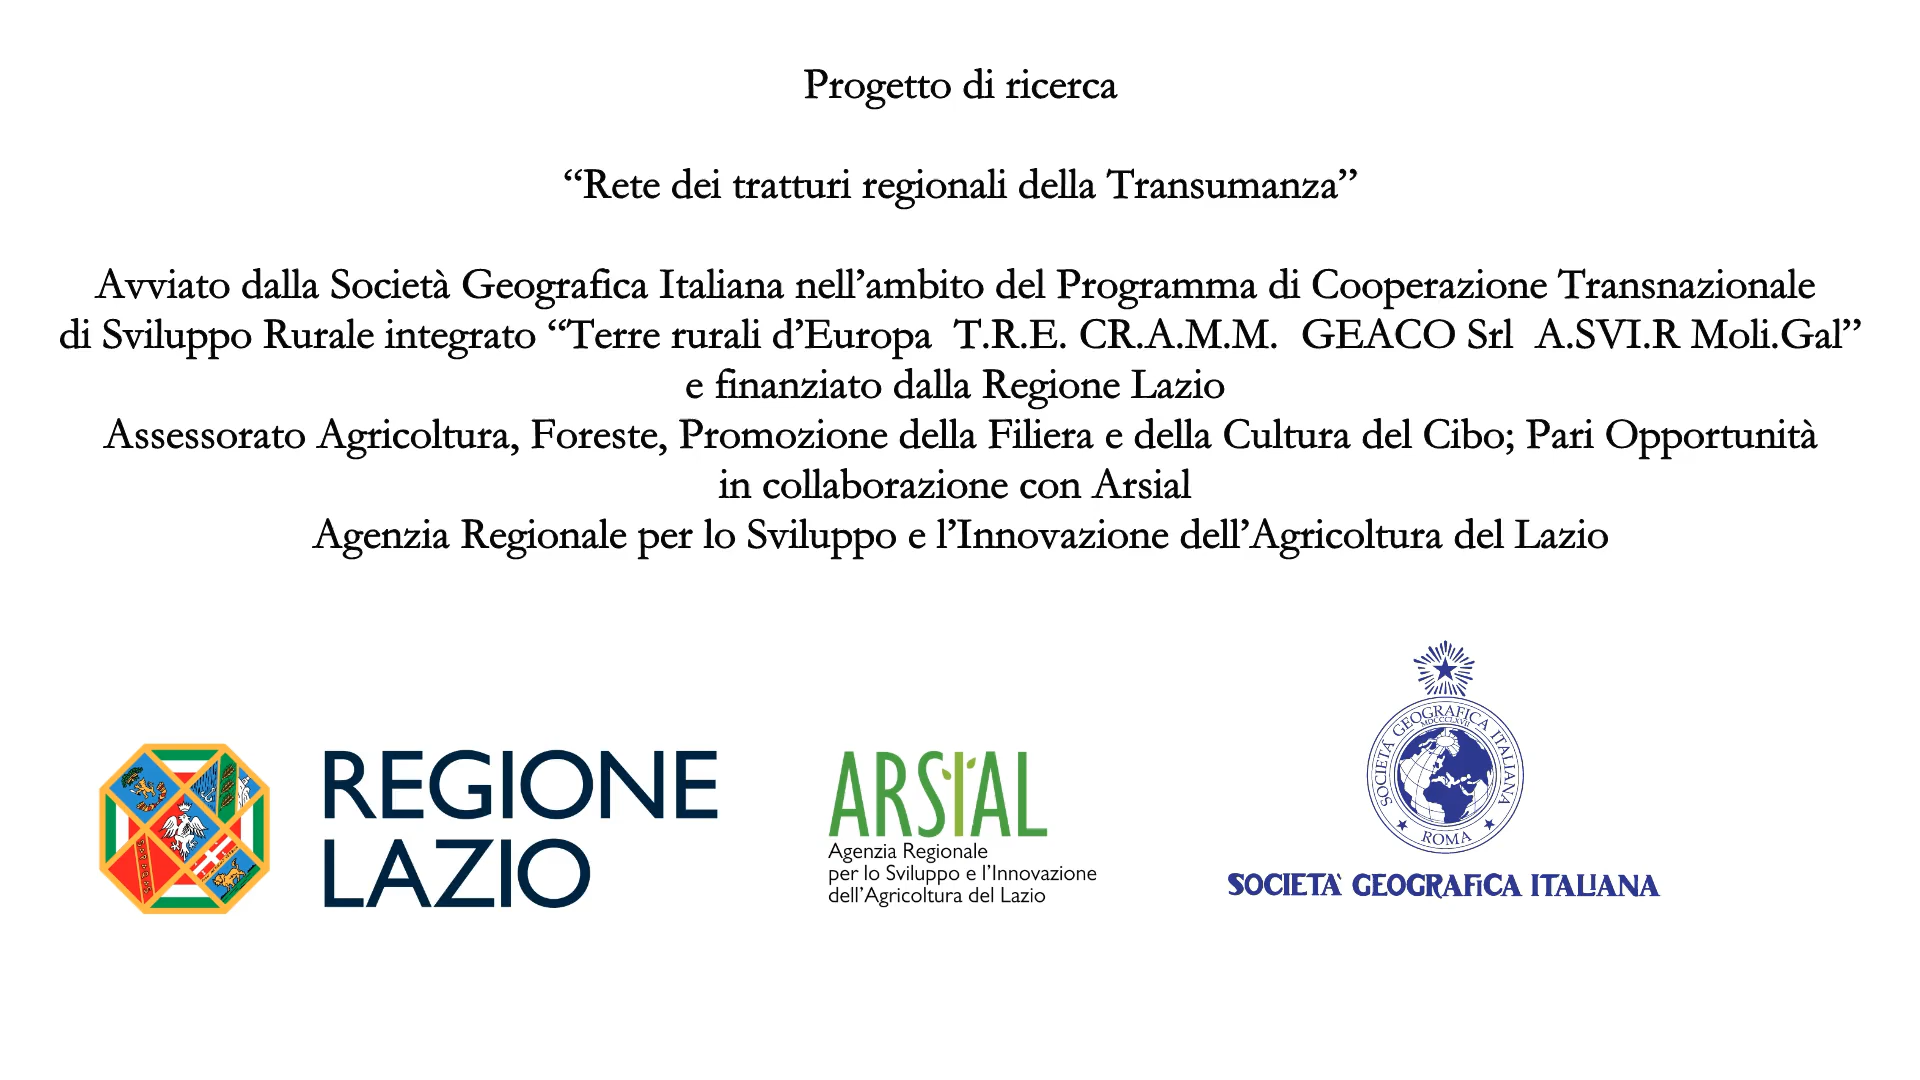 Progetto di ricerca
“Rete dei tratturi regionali della Transumanza”
Avviato dalla Società Geografica Italiana nell’ambito del Programma di Cooperazione Transnazionale
di Sviluppo Rurale integrato “Terre rurali d’Europa  T.R.E. CR.A.M.M.  GEACO Srl  A.SVI.R Moli.Gal”
e finanziato dalla Regione Lazio
Assessorato Agricoltura, Foreste, Promozione della Filiera e della Cultura del Cibo; Pari Opportunità
in collaborazione con Arsial
Agenzia Regionale per lo Sviluppo e l’Innovazione dell’Agricoltura del Lazio
REGIONE
LAZIO
ARSIAL
Agenzia Regionale
per lo Sviluppo e l’Innovazione
dell’Agricoltura del Lazio
SOCIETÀ GEOGRAFICA ITALIANA
MDCCCLXVII
ROMA
SOCIETA' GEOGRAFiCA ITALIANA